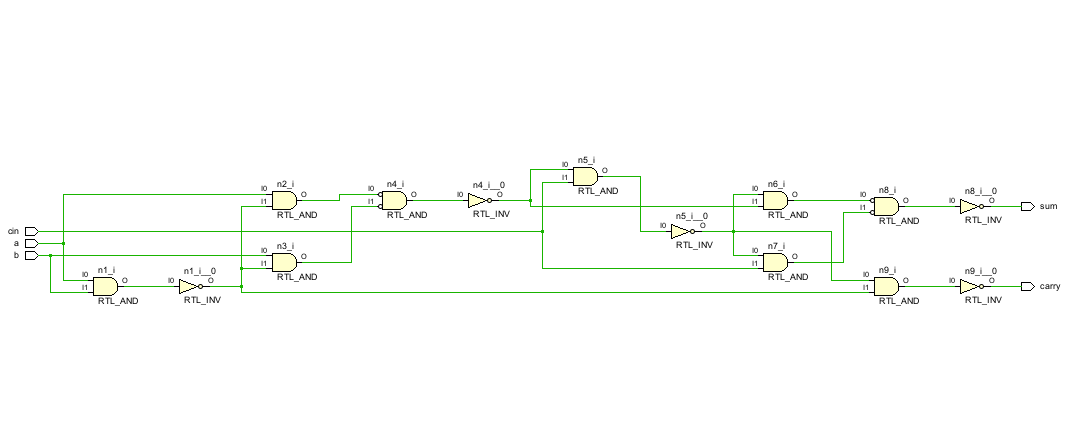 n5_i
I0 O
I1
RTL_AND
n2_i
I0 O
I1
RTL_AND
n4_i
I0 O
I1
RTL_AND
n4_i__0
I0 O
RTL_INV
n6_i
I0 O
I1
RTL_AND
n8_i
I0 O
I1
RTL_AND
n8_i__0
I0 O
RTL_INV
sum
n5_i__0
I0 O
RTL_INV
cin
a
b
n3_i
I0 O
I1
RTL_AND
n7_i
I0 O
I1
RTL_AND
n1_i
I0 O
I1
RTL_AND
n1_i__0
I0 O
RTL_INV
n9_i
I0 O
I1
RTL_AND
n9_i__0
I0 O
RTL_INV
carry